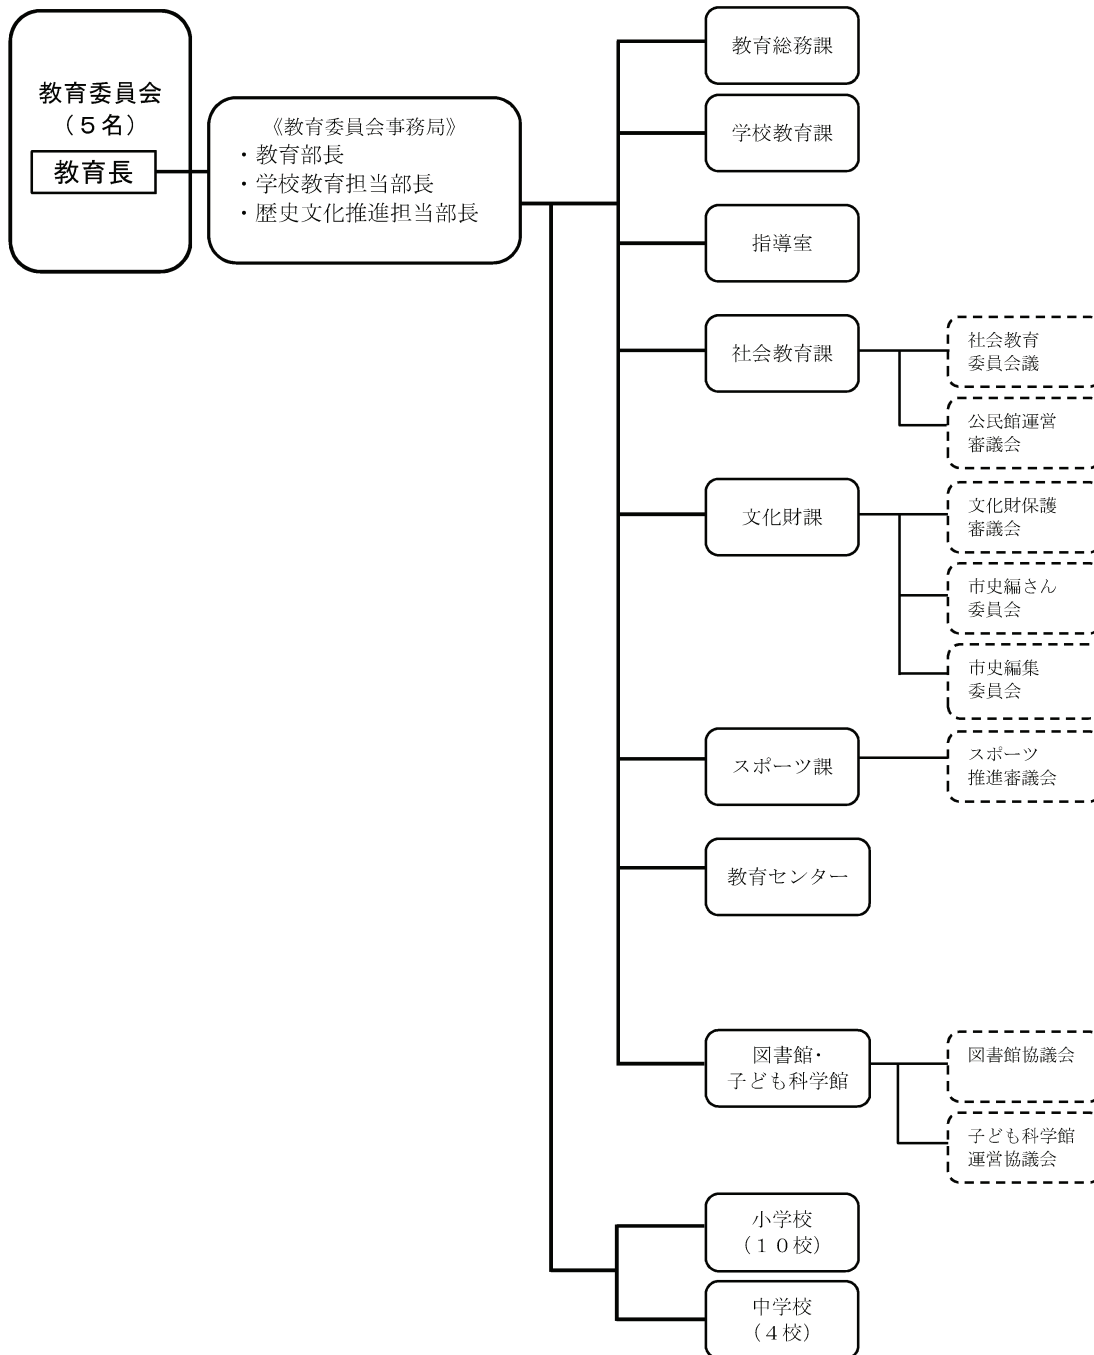 教育委員会
（５名）
教育長
《教育委員会事務局》
・教育部長
・学校教育担当部長
・歴史文化推進担当部長
教育総務課
学校教育課
指導室
社会教育課
社会教育
委員会議
公民館運営
審議会
文化財課
文化財保護
審議会
市史編さん
委員会
市史編集
委員会
スポーツ課
スポーツ
推進審議会
教育センター
図書館・
子ども科学館
図書館協議会
子ども科学館
運営協議会
小学校
（１０校）
中学校
（４校）